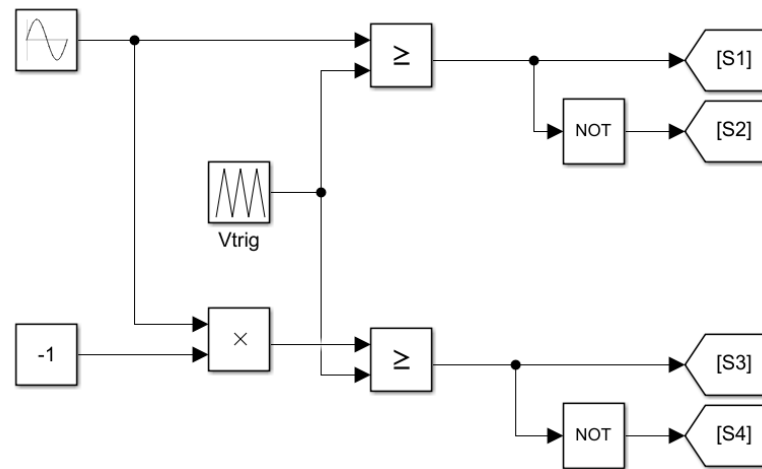 ≥
[S1]
NOT
[S2]
Vtrig
-1
×
≥
[S3]
NOT
[S4]